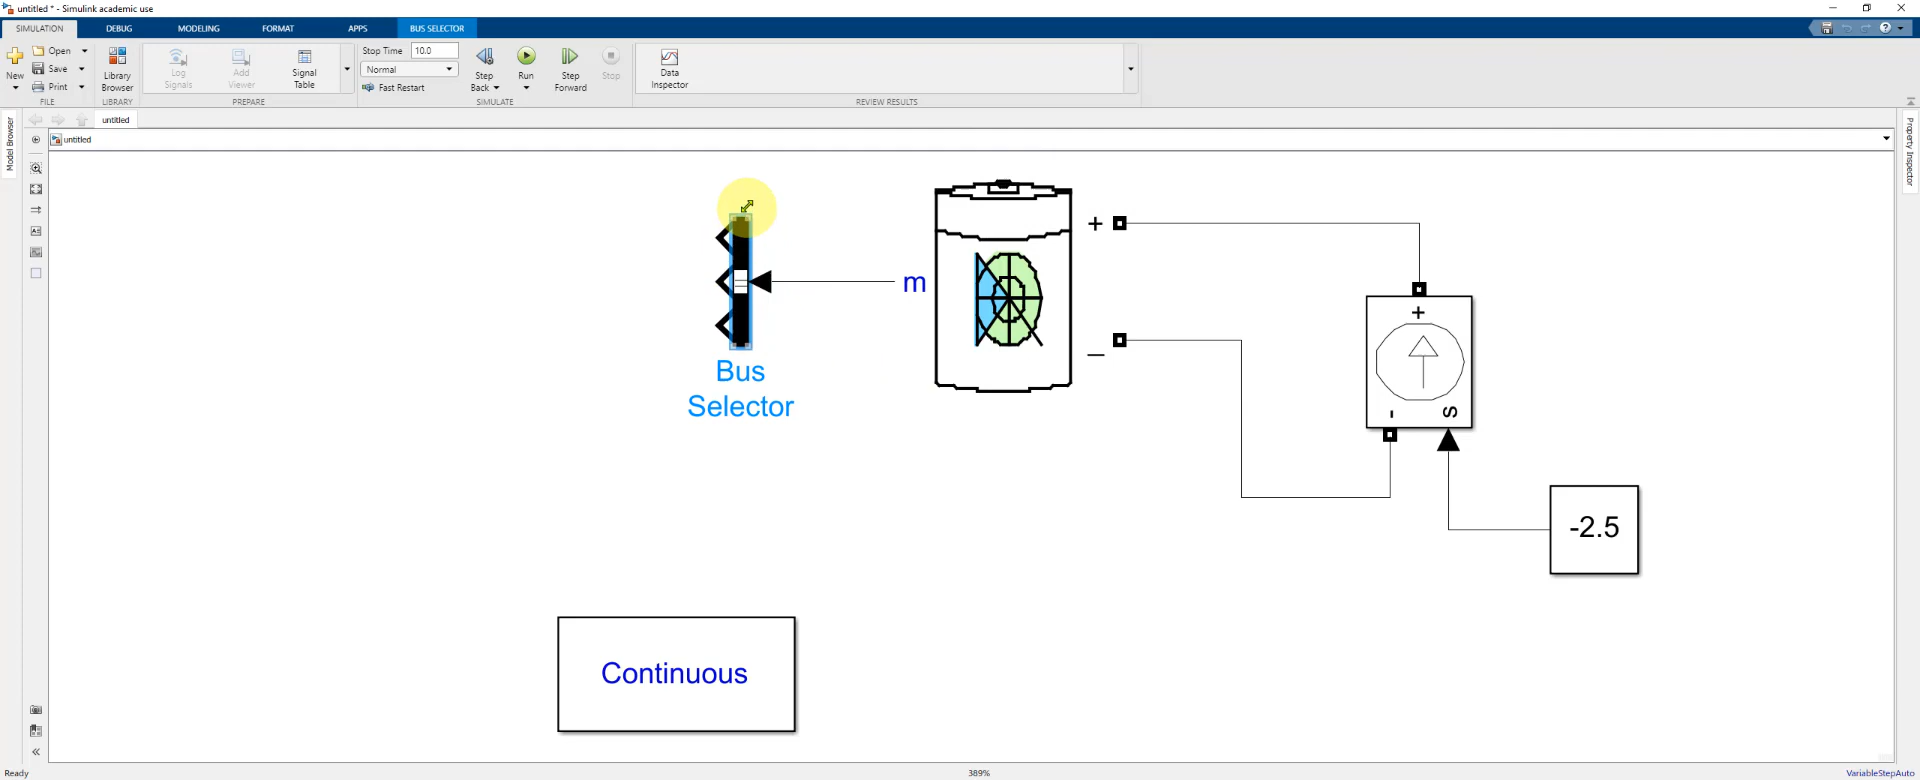 untitled * - Simulink academic use
SIMULATION
DEBUG
MODELING
FORMAT
APPS
BUS SELECTOR
New
Open
Save
Print
FILE
Library
Browser
LIBRARY
Log
Signals
Add
Viewer
Signal
Table
PREPARE
Stop Time 10.0
Normal
Fast Restart
Step
Back
Run
Step
Forward
Stop
SIMULATE
Data
Inspector
REVIEW RESULTS
Model Browser
untitled
untitled
Property Inspector
m
+
−
Bus
Selector
+
-
s
-2.5
Continuous
Ready
389%
VariableStepAuto